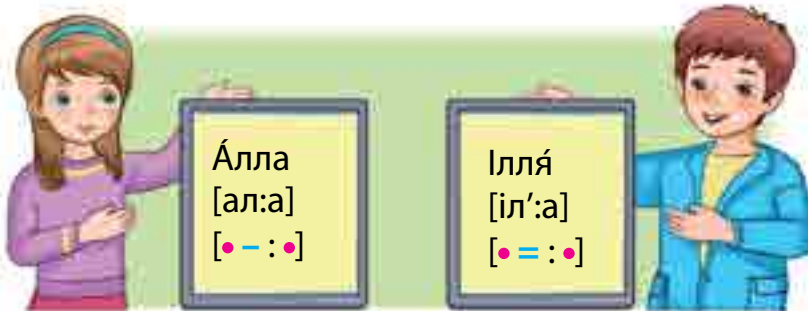 А́лла
[ал:а]
[• – : •]
Ілля́
[іл′:а]
[• = : •]